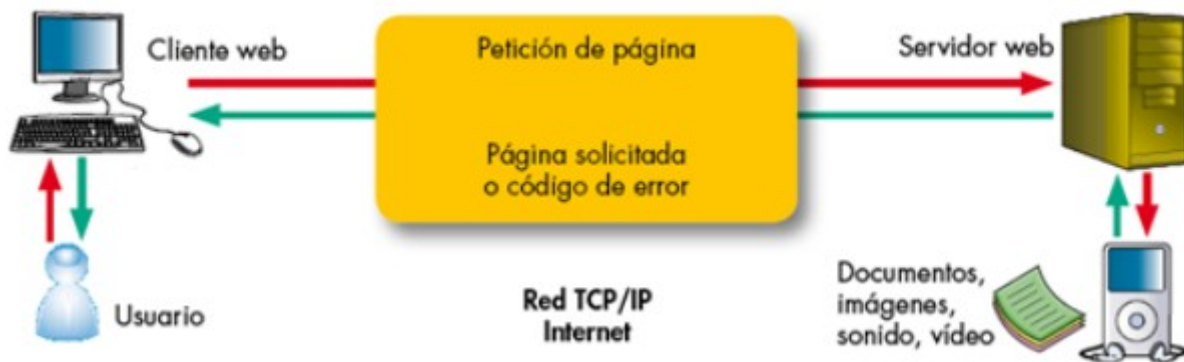 Cliente web
Petición de página
Servidor web
Página solicitada
o código de error
Usuario
Red TCP/IP
Internet
Documentos,
imágenes,
sonido, vídeo